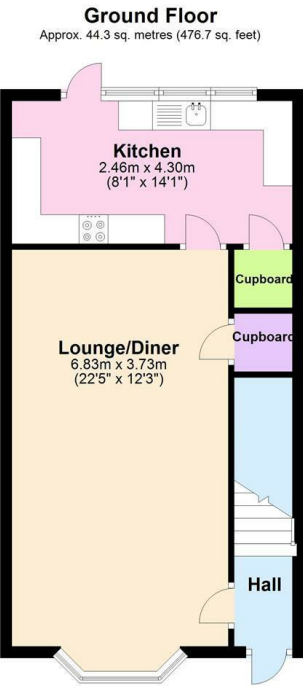 Ground Floor
Approx. 44.3 sq. metres (476.7 sq. feet)
Kitchen
2.46m x 4.30m
(8'1" x 14'1")
Cupboard
Cupboard
Lounge/Diner
6.83m x 3.73m
(22'5" x 12'3")
Hall